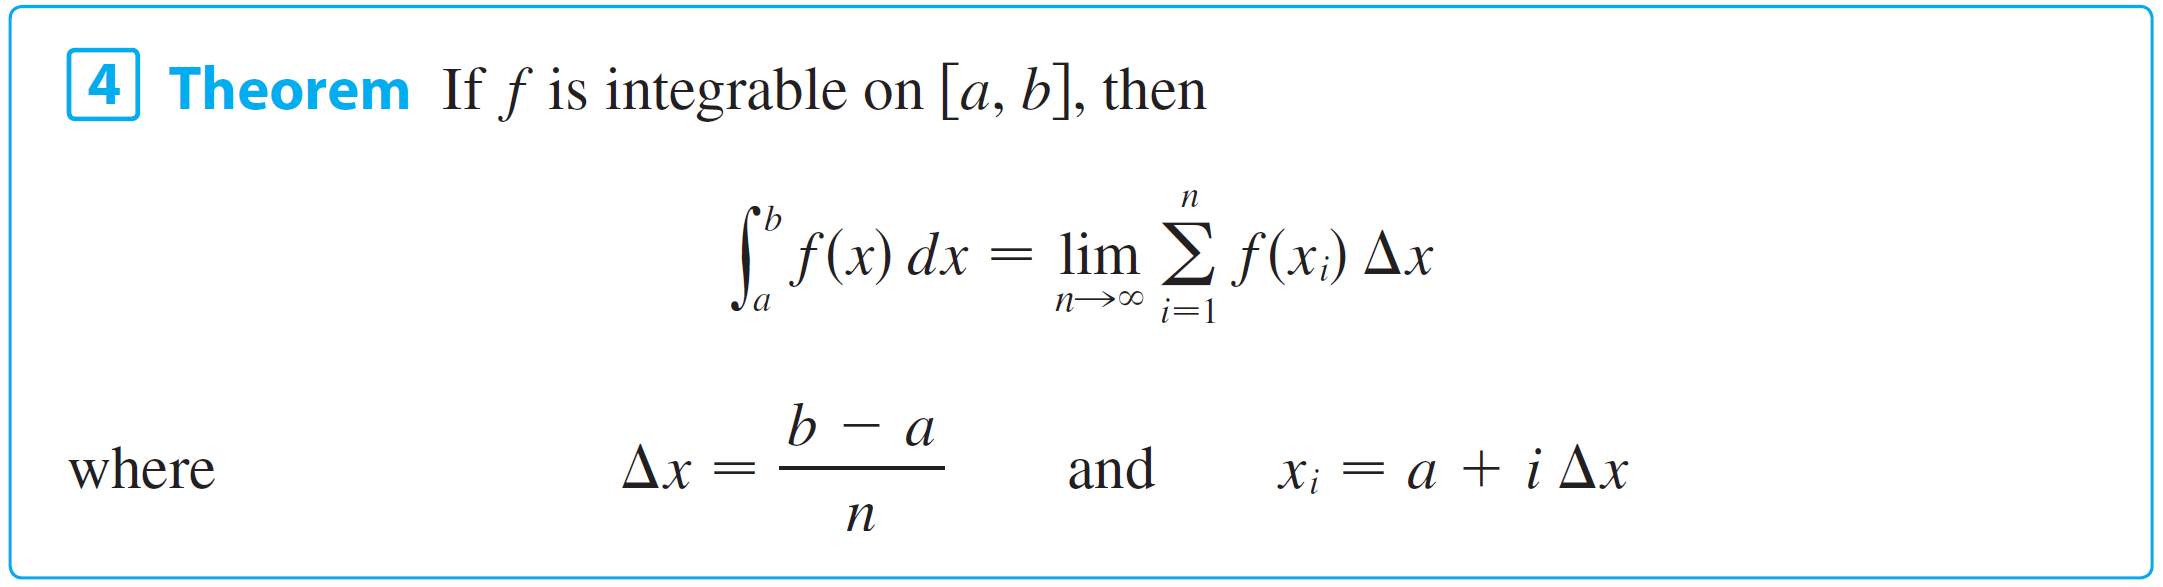 4 Theorem If f is integrable on [a, b], then
∫_a^b f(x) dx = lim_{n→∞} Σ_{i=1}^n f(x_i) Δx
where Δx = (b − a)/n and x_i = a + i Δx